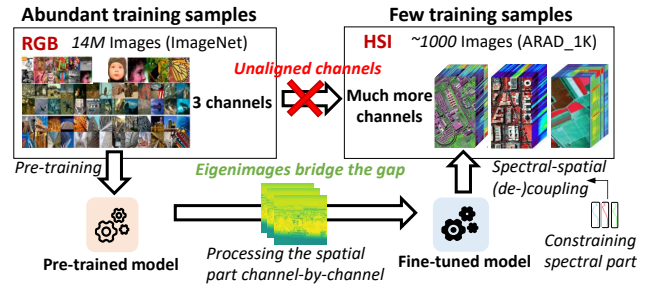 Abundant training samples
Few training samples
RGB 14M Images (ImageNet)
HSI ~1000 Images (ARAD_1K)
Unaligned channels
3 channels
Much more
channels
Pre-training
Eigenimages bridge the gap
Spectral-spatial
(de-)coupling
Pre-trained model
Processing the spatial
part channel-by-channel
Fine-tuned model
Constraining
spectral part